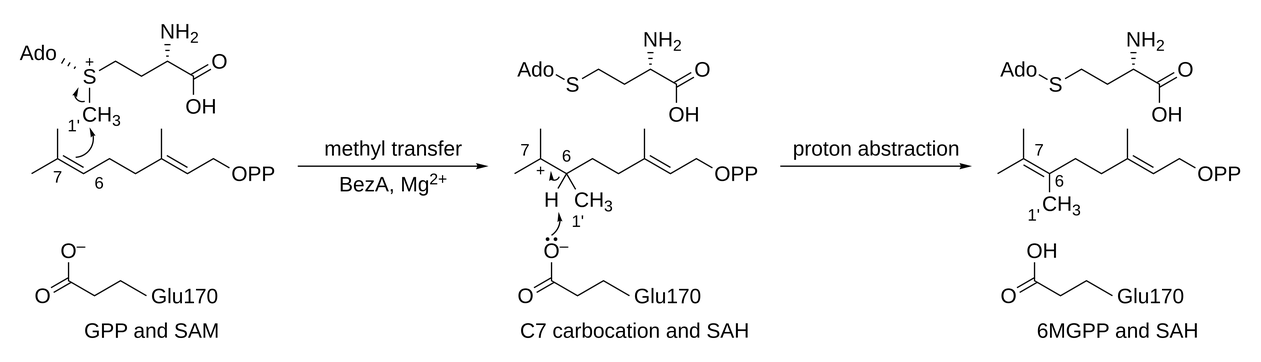 NH₂
Ado
+
S
O
OH
CH₃
1'
7
6
OPP
O⁻
O
Glu170
GPP and SAM
methyl transfer
BezA, Mg²⁺
NH₂
Ado
S
O
OH
7
6
+
OPP
H
CH₃
1'
O⁻
O
Glu170
C7 carbocation and SAH
proton abstraction
NH₂
Ado
S
O
OH
7
6
OPP
1'
CH₃
OH
O
Glu170
6MGPP and SAH